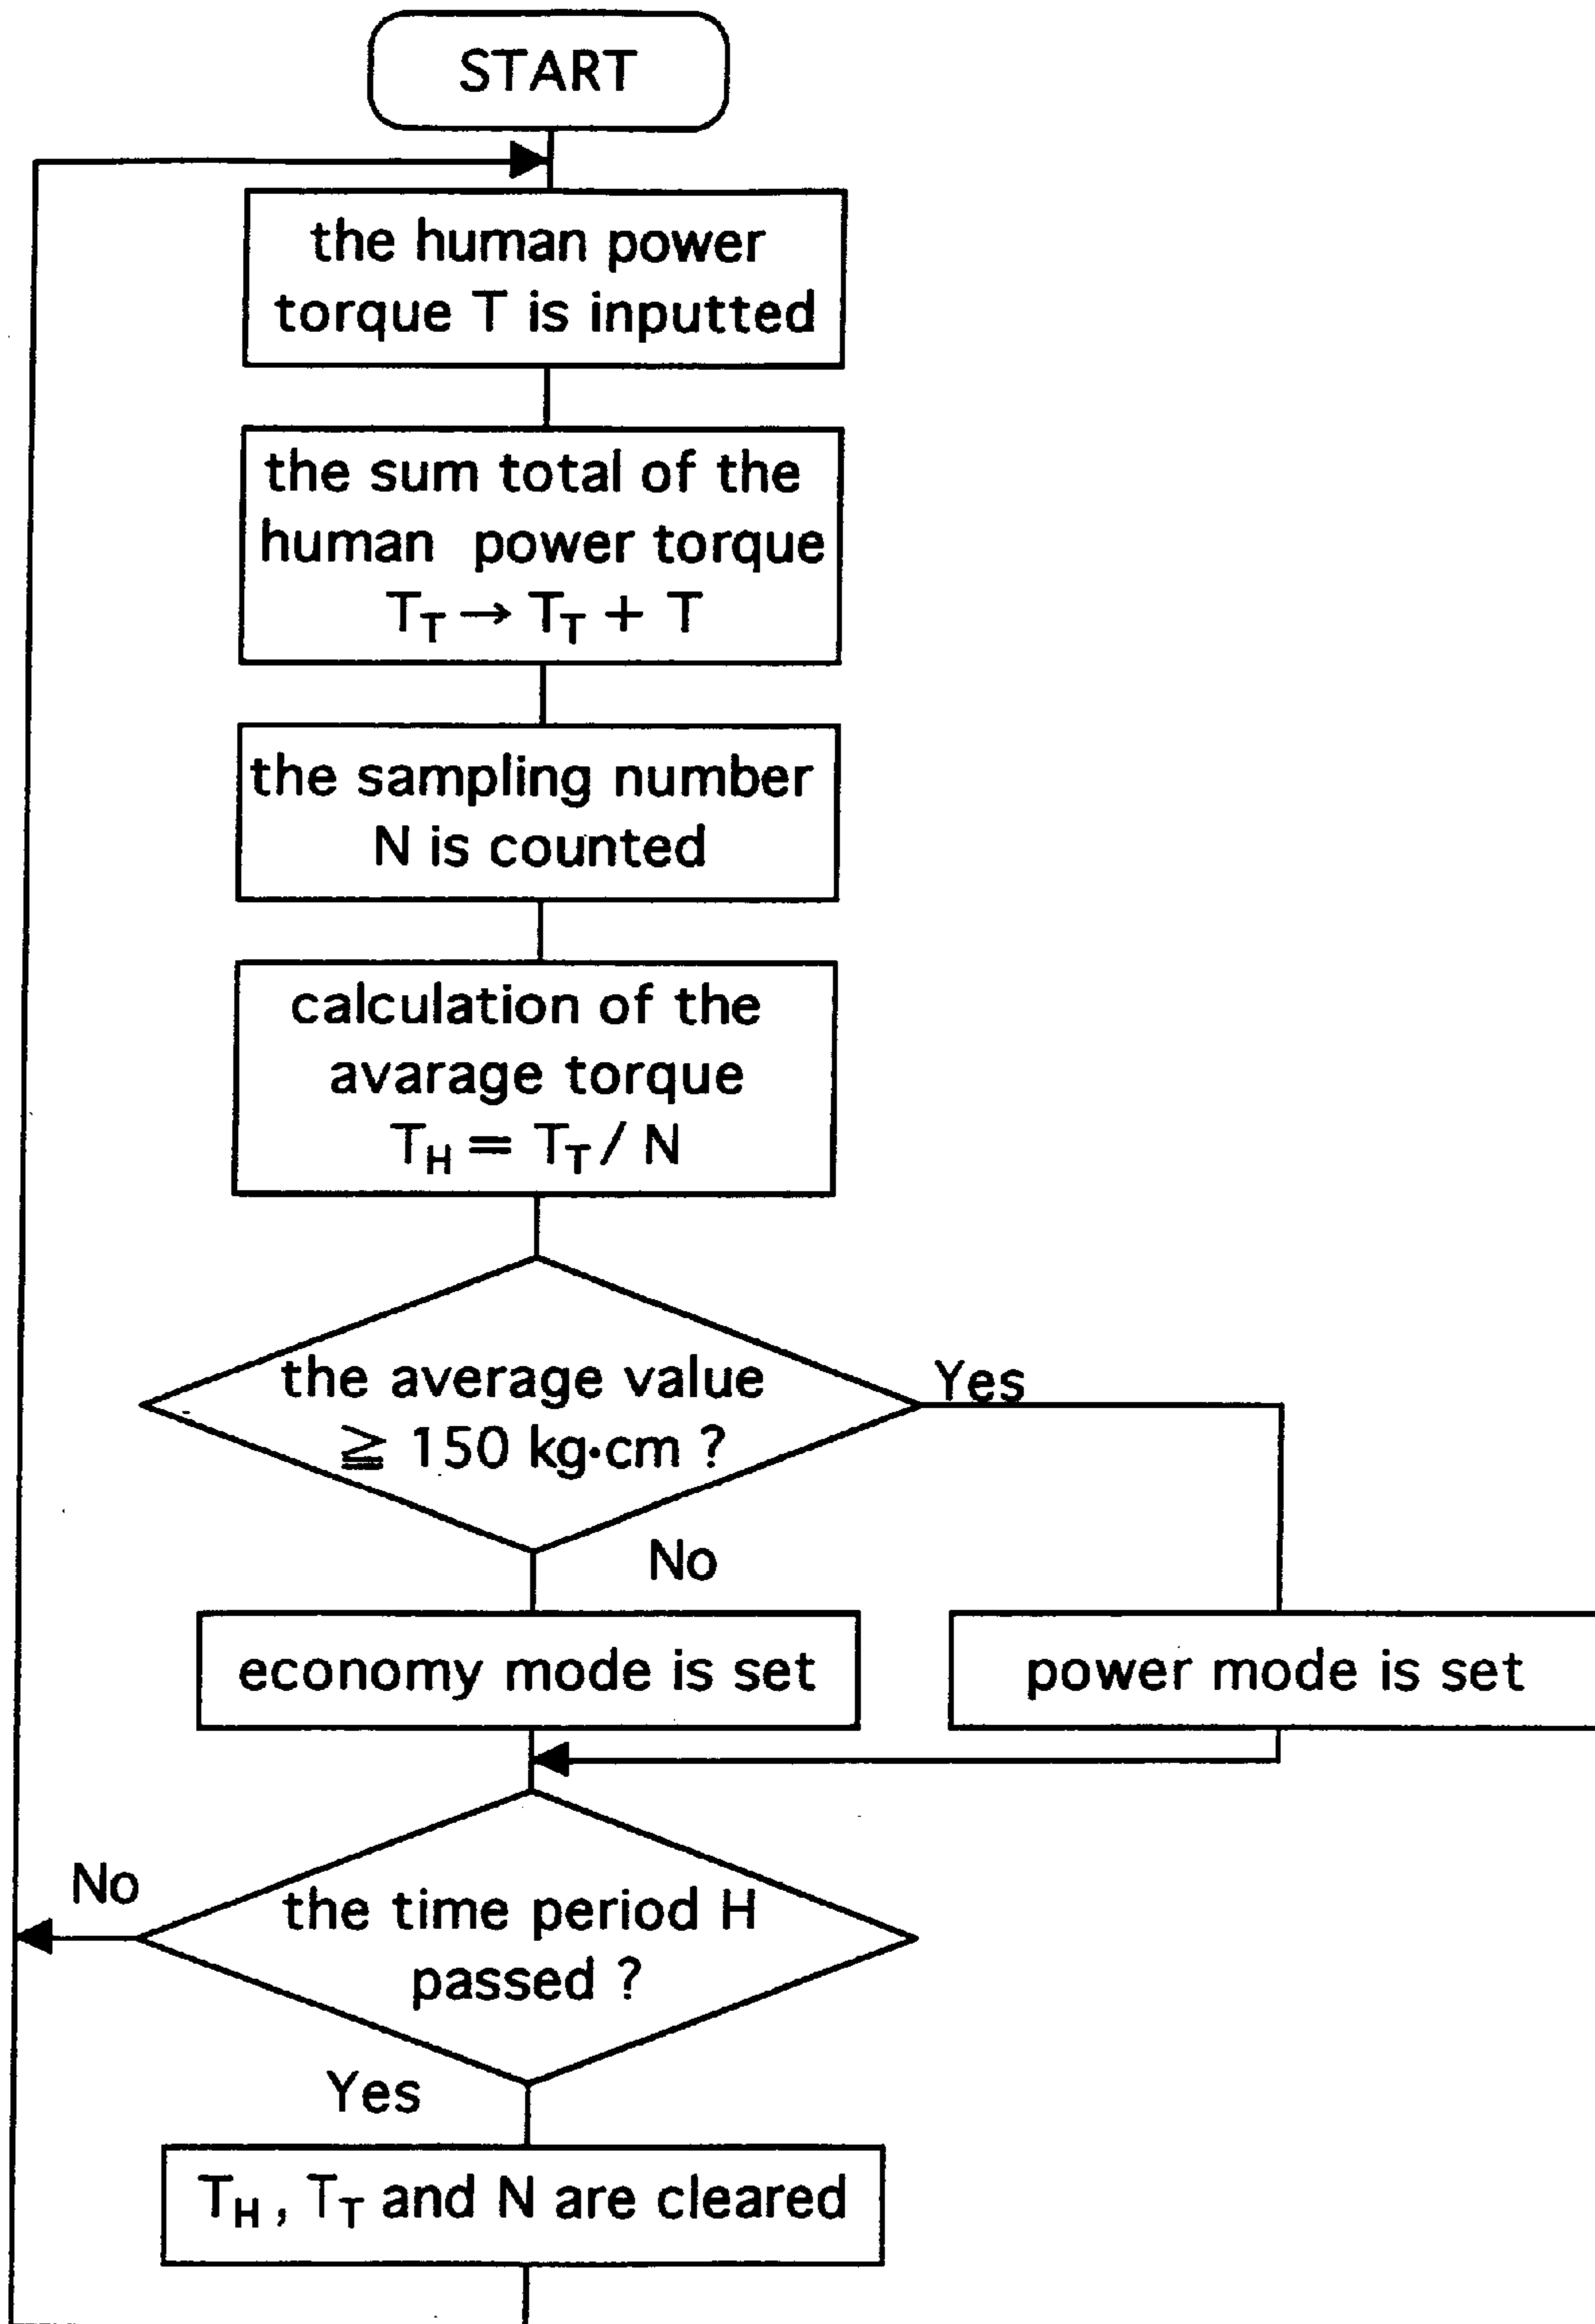 START
the human power
torque T is inputted
the sum total of the
human power torque
T_T → T_T + T
the sampling number
N is counted
calculation of the
avarage torque
T_H = T_T / N
the average value
≧ 150 kg·cm ?
Yes
No
economy mode is set
power mode is set
No
the time period H
passed ?
Yes
T_H , T_T and N are cleared